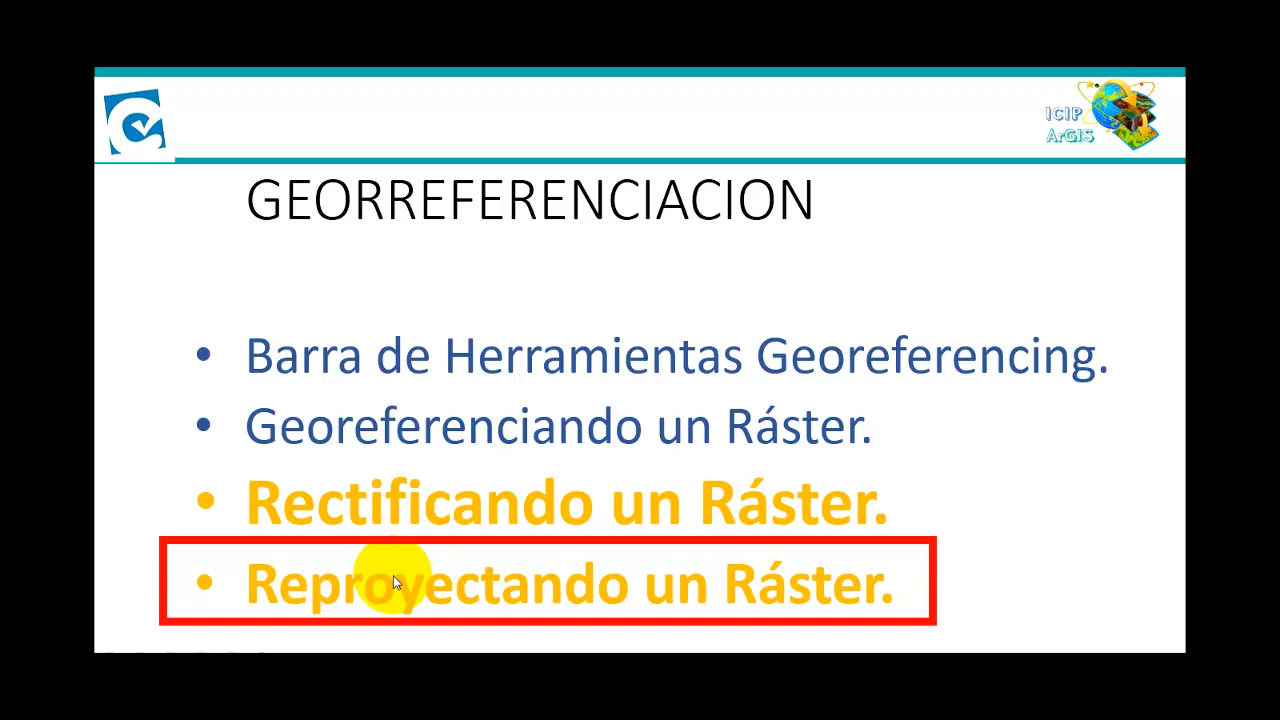 ICIP
ArGIS
GEORREFERENCIACION
• Barra de Herramientas Georeferencing.
• Georeferenciando un Ráster.
• Rectificando un Ráster.
• Reproyectando un Ráster.